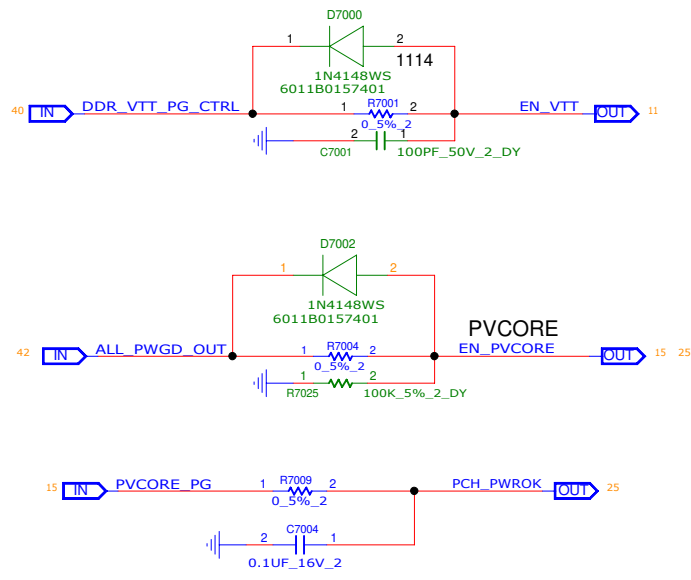 D7000
1 2
1114
1N4148WS
6011B0157401
40 IN DDR_VTT_PG_CTRL 1 R7001 2 EN_VTT OUT 11
0_5%_2
2 1
C7001 100PF_50V_2_DY
D7002
1 2
1N4148WS
6011B0157401
PVCORE
42 IN ALL_PWGD_OUT 1 R7004 2 EN_PVCORE OUT 15 25
0_5%_2
1 2
R7025 100K_5%_2_DY
15 IN PVCORE_PG 1 R7009 2 PCH_PWROK OUT 25
0_5%_2
2 C7004 1
0.1UF_16V_2